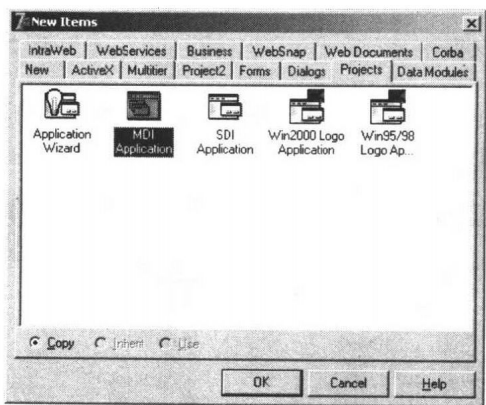 7 New Items
IntraWeb WebServices Business WebSnap Web Documents Corba
New ActiveX Multitier Project2 Forms Dialogs Projects Data Modules
Application Wizard
MDI Application
SDI Application
Win2000 Logo Application
Win95/98 Logo Ap...
Copy Inherit Use
OK Cancel Help